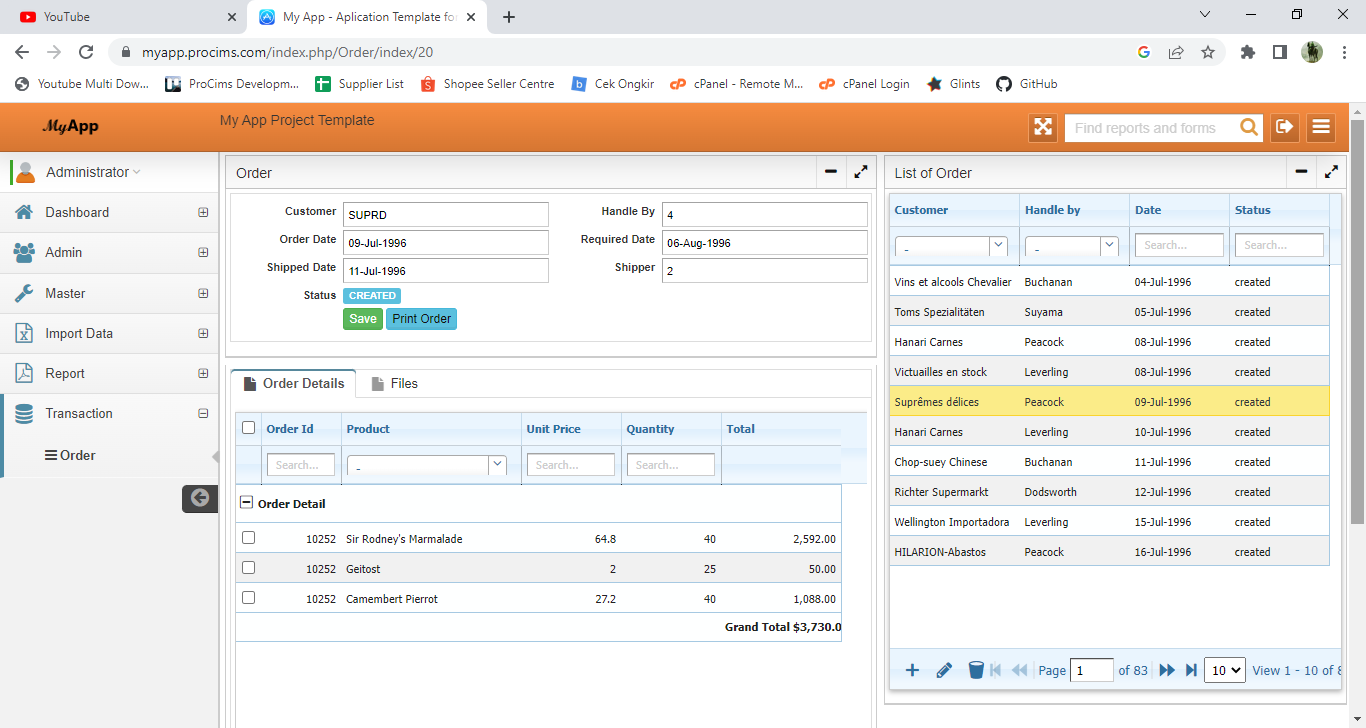 YouTube
My App - Aplication Template for
myapp.procims.com/index.php/Order/index/20
Youtube Multi Dow...
ProCims Developm...
Supplier List
Shopee Seller Centre
Cek Ongkir
cPanel - Remote M...
cPanel Login
Glints
GitHub
MyApp
My App Project Template
Find reports and forms
Administrator
Dashboard
Admin
Master
Import Data
Report
Transaction
Order
Order
Customer SUPRD Handle By 4
Order Date 09-Jul-1996 Required Date 06-Aug-1996
Shipped Date 11-Jul-1996 Shipper 2
Status CREATED
Save Print Order
Order Details Files
Order Id Product Unit Price Quantity Total
Search... - Search... Search...
Order Detail
10252 Sir Rodney's Marmalade 64.8 40 2,592.00
10252 Geitost 2 25 50.00
10252 Camembert Pierrot 27.2 40 1,088.00
Grand Total $3,730.0
List of Order
Customer Handle by Date Status
- - Search... Search...
Vins et alcools Chevalier Buchanan 04-Jul-1996 created
Toms Spezialitäten Suyama 05-Jul-1996 created
Hanari Carnes Peacock 08-Jul-1996 created
Victuailles en stock Leverling 08-Jul-1996 created
Suprêmes délices Peacock 09-Jul-1996 created
Hanari Carnes Leverling 10-Jul-1996 created
Chop-suey Chinese Buchanan 11-Jul-1996 created
Richter Supermarkt Dodsworth 12-Jul-1996 created
Wellington Importadora Leverling 15-Jul-1996 created
HILARION-Abastos Peacock 16-Jul-1996 created
Page 1 of 83 10 View 1 - 10 of